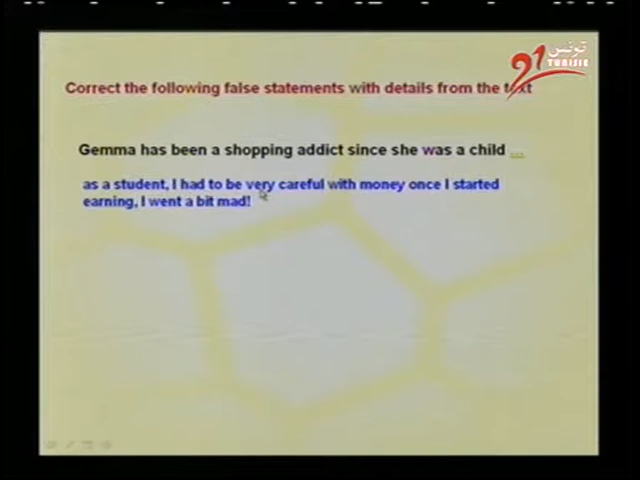 تونس
21
TUNISIE
Correct the following false statements with details from the text
Gemma has been a shopping addict since she was a child ...
as a student, I had to be very careful with money once I started
earning, I went a bit mad!